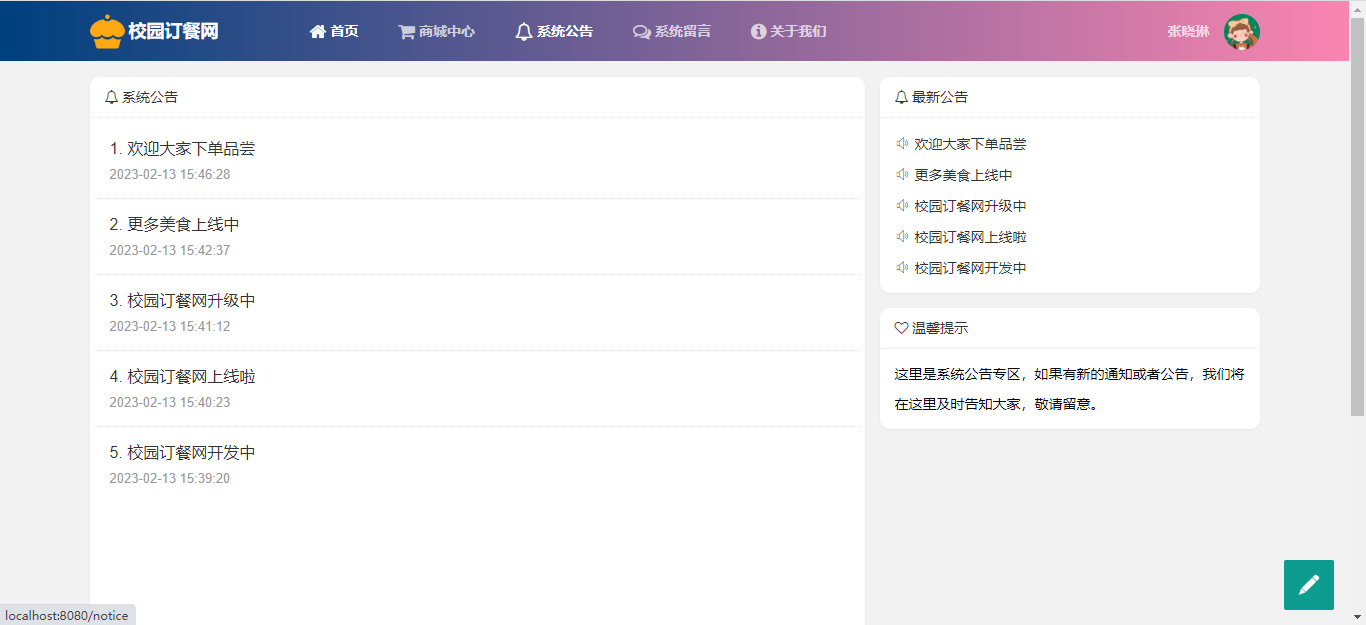 校园订餐网 首页 商城中心 系统公告 系统留言 关于我们 张晓琳
系统公告
1. 欢迎大家下单品尝
2023-02-13 15:46:28
2. 更多美食上线中
2023-02-13 15:42:37
3. 校园订餐网升级中
2023-02-13 15:41:12
4. 校园订餐网上线啦
2023-02-13 15:40:23
5. 校园订餐网开发中
2023-02-13 15:39:20
最新公告
欢迎大家下单品尝
更多美食上线中
校园订餐网升级中
校园订餐网上线啦
校园订餐网开发中
温馨提示
这里是系统公告专区，如果有新的通知或者公告，我们将
在这里及时告知大家，敬请留意。
localhost:8080/notice